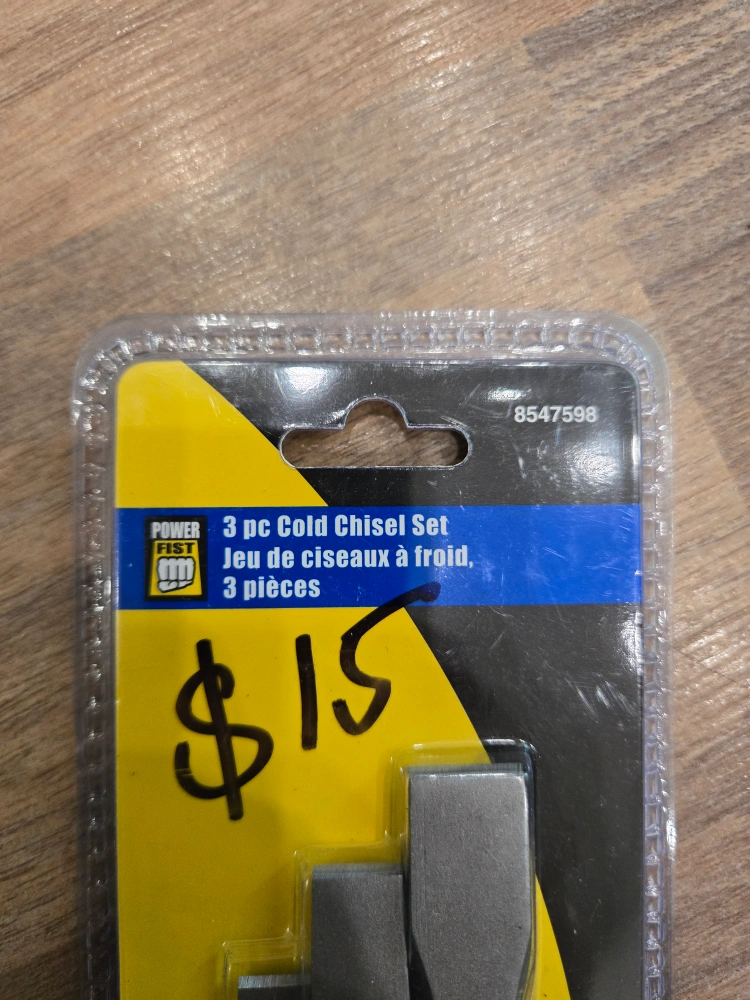 8547598
POWER
FIST
3 pc Cold Chisel Set
Jeu de ciseaux à froid,
3 pièces
$15